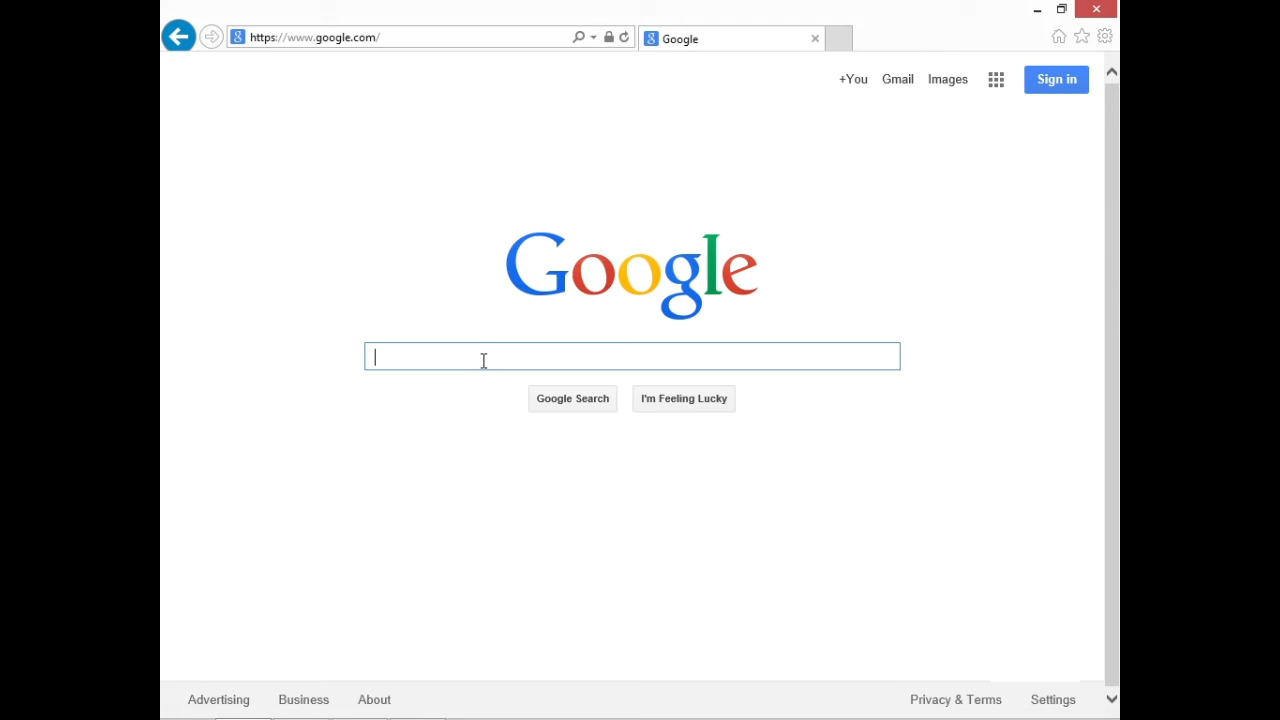 https://www.google.com/
Google
+You Gmail Images Sign in
Google
Google Search I'm Feeling Lucky
Advertising Business About Privacy & Terms Settings